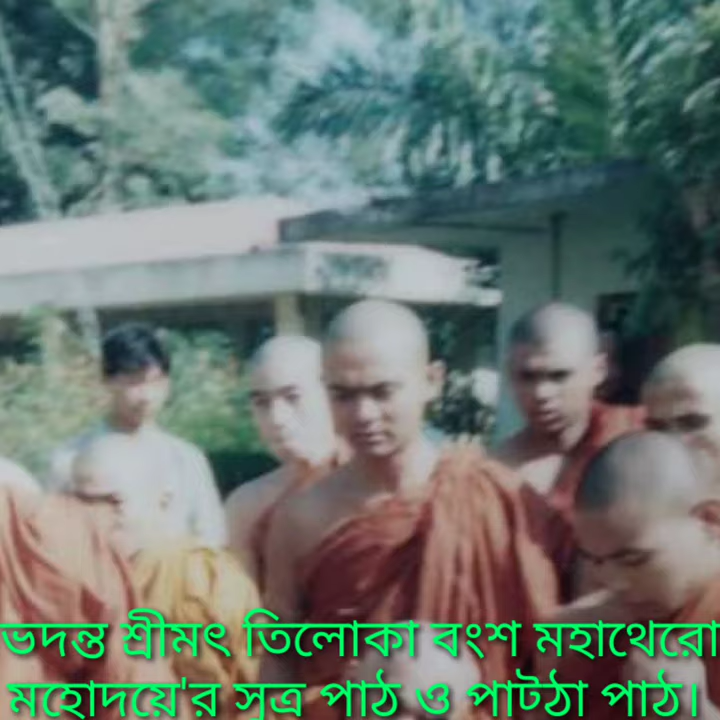 ভদন্ত শ্রীমৎ তিলোকা বংশ মহাথেরো
মহোদয়ে'র সূত্র পাঠ ও পাটঠা পাঠ।